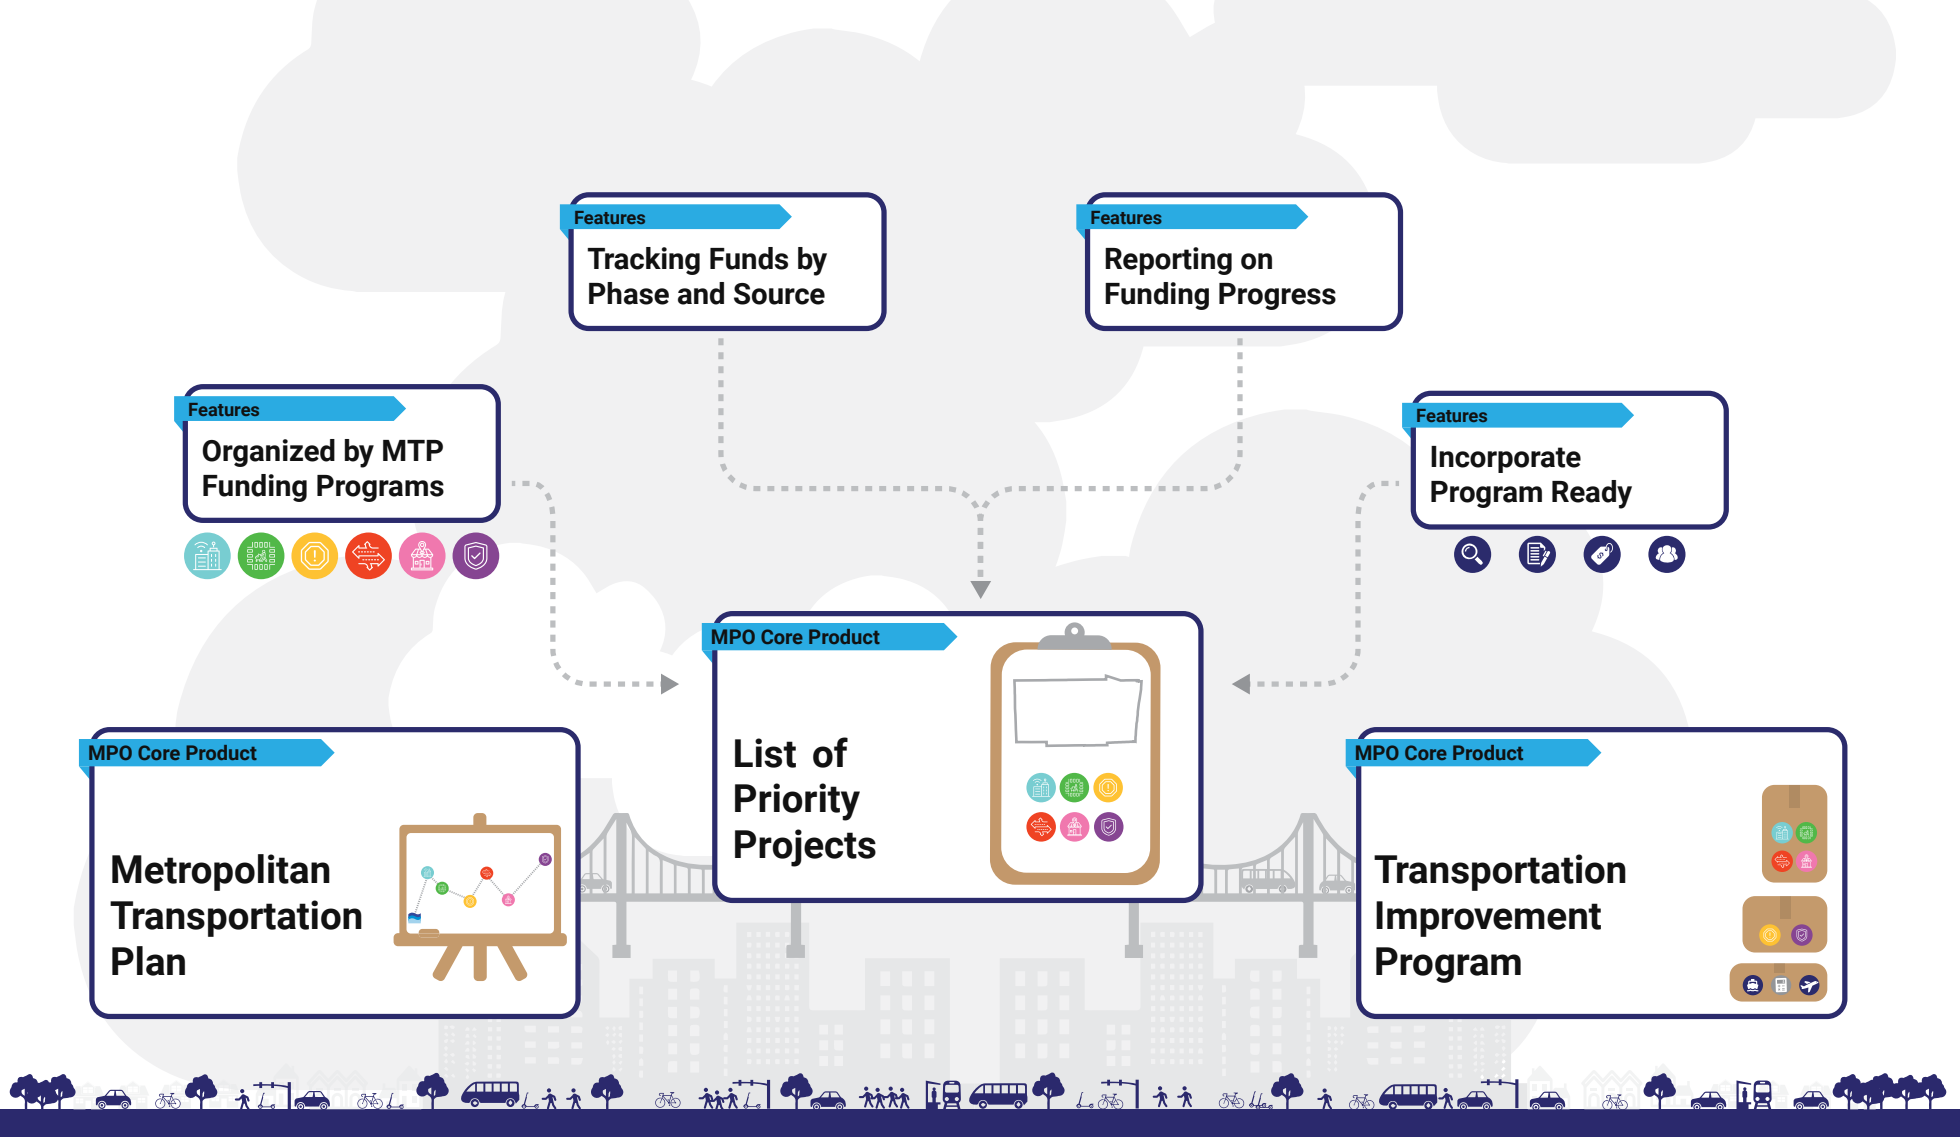 Features
Tracking Funds by
Phase and Source
Features
Reporting on
Funding Progress
Features
Organized by MTP
Funding Programs
Features
Incorporate
Program Ready
MPO Core Product
List of
Priority
Projects
MPO Core Product
Metropolitan
Transportation
Plan
MPO Core Product
Transportation
Improvement
Program